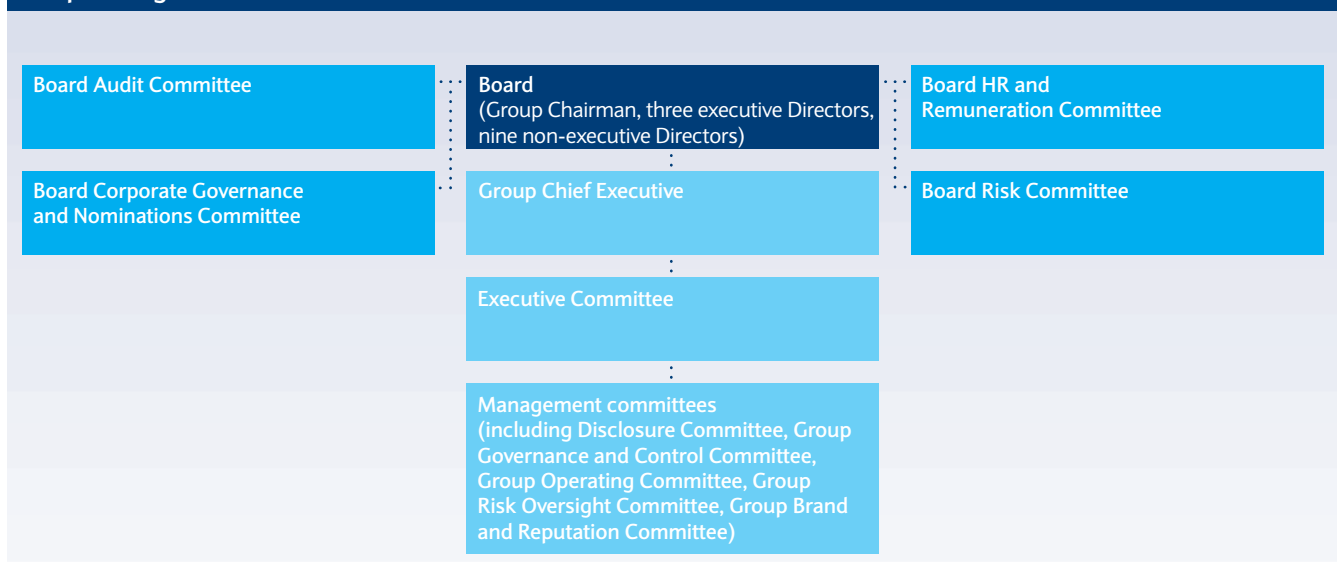 Board Audit Committee
Board
(Group Chairman, three executive Directors,
nine non-executive Directors)
Board HR and
Remuneration Committee
Board Corporate Governance
and Nominations Committee
Group Chief Executive
Board Risk Committee
Executive Committee
Management committees
(including Disclosure Committee, Group
Governance and Control Committee,
Group Operating Committee, Group
Risk Oversight Committee, Group Brand
and Reputation Committee)